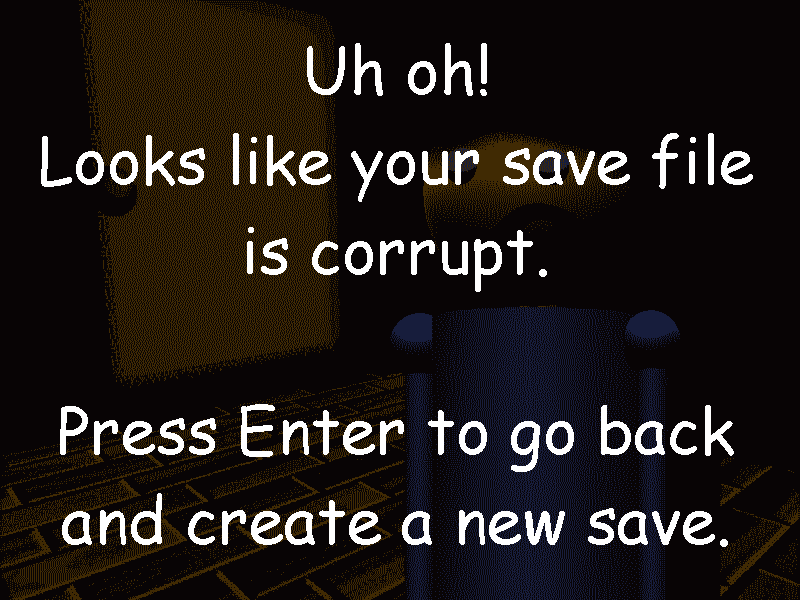 Uh oh!
Looks like your save file
is corrupt.
Press Enter to go back
and create a new save.